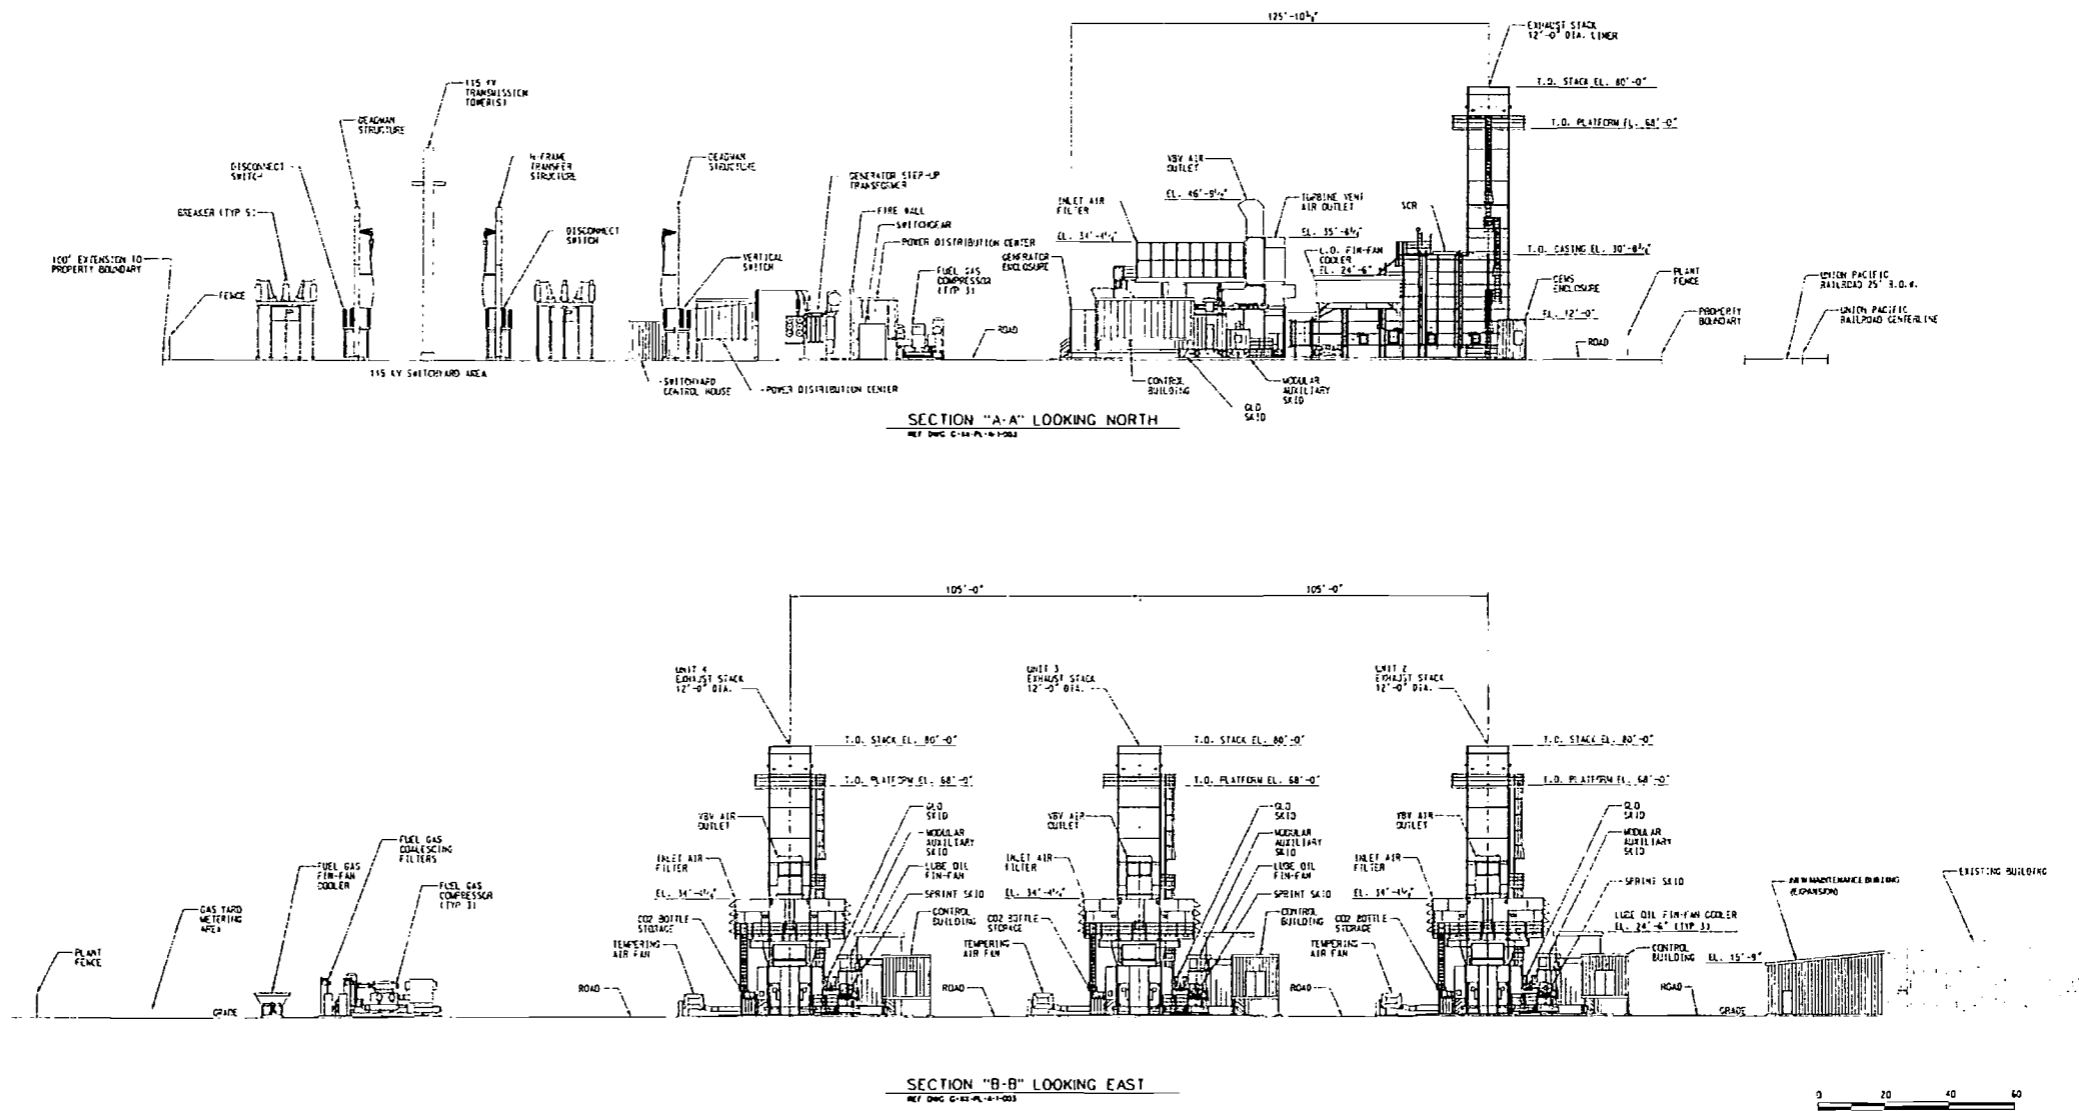 125'-10⅜"
EXHAUST STACK
12'-0" DIA. LINER
115 KV
TRANSMISSION
TOWER(S)
T.O. STACK EL. 80'-0"
DEADMAN
STRUCTURE
T.O. PLATFORM EL. 68'-0"
DISCONNECT
SWITCH
H-FRAME
TRANSFER
STRUCTURE
DEADMAN
STRUCTURE
GENERATOR STEP-UP
TRANSFORMER
VBV AIR
OUTLET
EL. 46'-9½"
TURBINE VENT
AIR OUTLET
SCR
INLET AIR
FILTER
BREAKER (TYP 5)
FIRE WALL
SWITCHGEAR
DISCONNECT
SWITCH
POWER DISTRIBUTION CENTER
EL. 34'-4½"
L.O. FIN-FAN
COOLER
EL. 24'-6"
100' EXTENSION TO
PROPERTY BOUNDARY
VERTICAL
SWITCH
GENERATOR
ENCLOSURE
FUEL GAS
COMPRESSOR
(TYP 3)
CEMS
ENCLOSURE
PLANT
FENCE
UNION PACIFIC
RAILROAD 25' R.O.W.
FENCE
EL. 12'-0"
PROPERTY
BOUNDARY
UNION PACIFIC
RAILROAD CENTERLINE
ROAD
ROAD
115 KV SWITCHYARD AREA
SWITCHYARD
CONTROL HOUSE
POWER DISTRIBUTION CENTER
CONTROL
BUILDING
GLO
SKID
MODULAR
AUXILIARY
SKID
SECTION "A-A" LOOKING NORTH
105'-0"
105'-0"
UNIT 4
EXHAUST STACK
12'-0" DIA.
UNIT 3
EXHAUST STACK
12'-0" DIA.
UNIT 2
EXHAUST STACK
12'-0" DIA.
T.O. STACK EL. 80'-0"
T.O. STACK EL. 80'-0"
T.O. STACK EL. 80'-0"
T.O. PLATFORM EL. 68'-0"
T.O. PLATFORM EL. 68'-0"
T.O. PLATFORM EL. 68'-0"
VBV AIR
OUTLET
GLO
SKID
MODULAR
AUXILIARY
SKID
VBV AIR
OUTLET
GLO
SKID
MODULAR
AUXILIARY
SKID
VBV AIR
OUTLET
GLO
SKID
MODULAR
AUXILIARY
SKID
FUEL GAS
COALESCING
FILTERS
FUEL GAS
FIN-FAN
COOLER
FUEL GAS
COMPRESSOR
(TYP 3)
INLET AIR
FILTER
EL. 34'-4½"
LUBE OIL
FIN-FAN
SPRINT SKID
INLET AIR
FILTER
EL. 34'-4½"
LUBE OIL
FIN-FAN
SPRINT SKID
INLET AIR
FILTER
EL. 34'-4½"
SPRINT SKID
NEW MAINTENANCE BUILDING
(EXPANSION)
EXISTING BUILDING
GAS YARD
METERING
AREA
CO2 BOTTLE
STORAGE
CONTROL
BUILDING
CO2 BOTTLE
STORAGE
CONTROL
BUILDING
CO2 BOTTLE
STORAGE
LUBE OIL FIN-FAN COOLER
EL. 24'-6" (TYP 3)
PLANT
FENCE
TEMPERING
AIR FAN
TEMPERING
AIR FAN
TEMPERING
AIR FAN
CONTROL
BUILDING
EL. 15'-9"
GRADE
ROAD
ROAD
ROAD
ROAD
GRADE
SECTION "B-B" LOOKING EAST
0 20 40 60